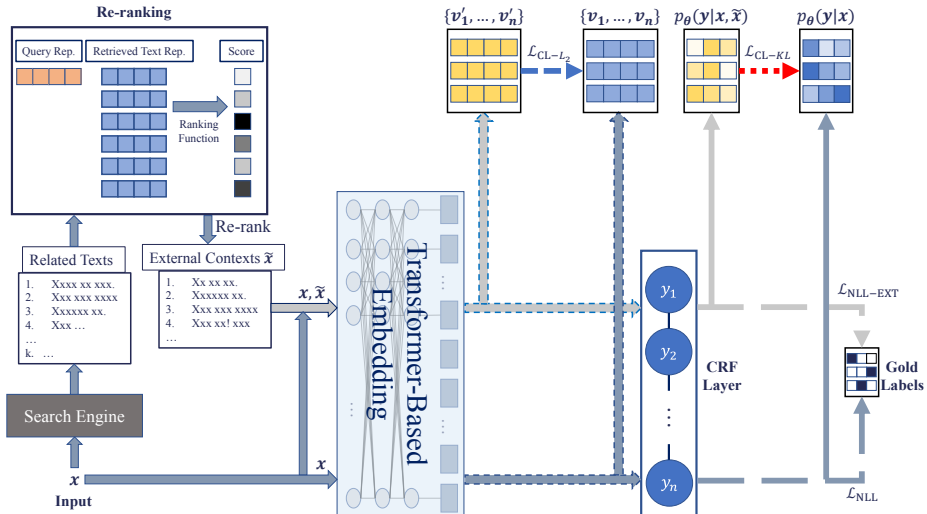 Re-ranking
Query Rep.
Retrieved Text Rep.
Score
Ranking
Function
Re-rank
Related Texts
1. Xxxx xx xxx.
2. Xxx xxx xxxx
3. Xxxxxx xx.
4. Xxx …
…
k. …
External Contexts x̃
1. Xx xx xx.
2. Xxxxxx xx.
3. Xxx xxx xxxx
4. Xxx xx! xxx
…
Search Engine
x
Input
x, x̃
x
Transformer-Based
Embedding
…
…
…
…
{v′₁, …, v′ₙ}
ℒCL−L₂
{v₁, …, vₙ}
pθ(y|x, x̃)
ℒCL−KL
pθ(y|x)
y₁
y₂
…
yₙ
CRF
Layer
ℒNLL−EXT
Gold
Labels
ℒNLL